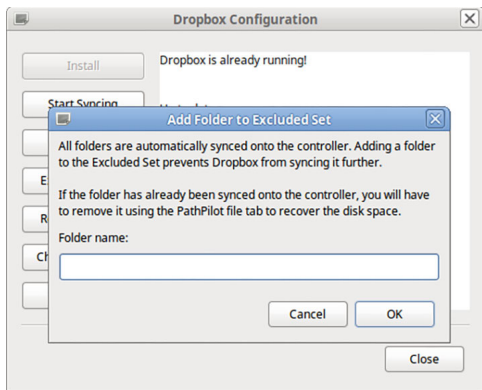 Dropbox Configuration
Install
Dropbox is already running!
Start Syncing
Add Folder to Excluded Set
All folders are automatically synced onto the controller. Adding a folder
to the Excluded Set prevents Dropbox from syncing it further.
If the folder has already been synced onto the controller, you will have
to remove it using the PathPilot file tab to recover the disk space.
Folder name:
Cancel
OK
Close